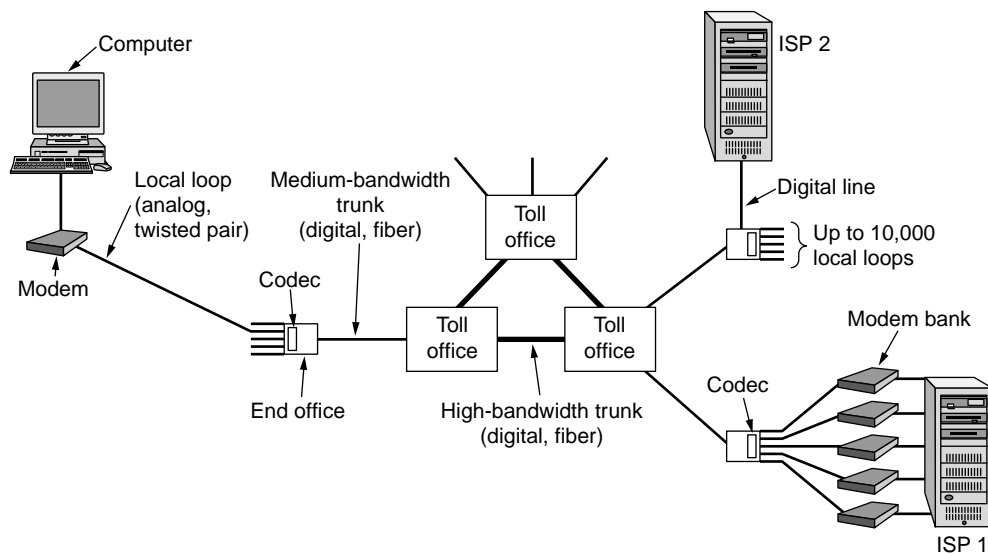 Computer
ISP 2
Local loop
(analog,
twisted pair)
Medium-bandwidth
trunk
(digital, fiber)
Digital line
Toll
office
Up to 10,000
local loops
Modem
Codec
Toll
office
Toll
office
Modem bank
End office
High-bandwidth trunk
(digital, fiber)
Codec
ISP 1